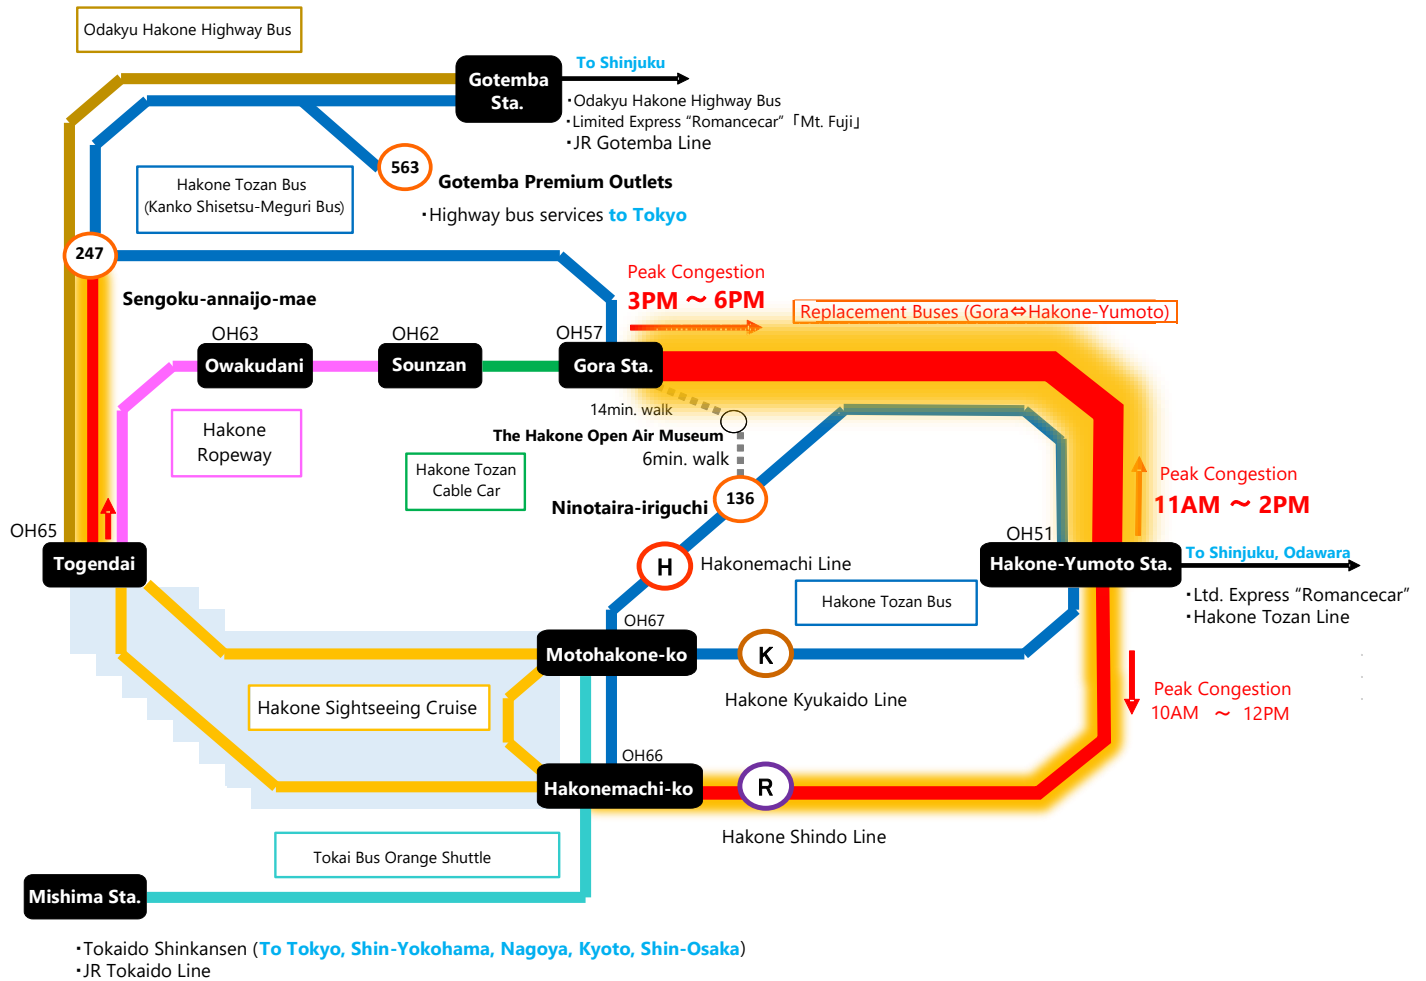 Odakyu Hakone Highway Bus
Gotemba
Sta.
To Shinjuku
・Odakyu Hakone Highway Bus
・Limited Express “Romancecar”「Mt. Fuji」
・JR Gotemba Line
563
Gotemba Premium Outlets
・Highway bus services to Tokyo
Hakone Tozan Bus
(Kanko Shisetsu-Meguri Bus)
247
Sengoku-annaijo-mae
Peak Congestion
3PM ～ 6PM
Replacement Buses (Gora⇔Hakone-Yumoto)
OH63
Owakudani
OH62
Sounzan
OH57
Gora Sta.
14min. walk
The Hakone Open Air Museum
6min. walk
Hakone
Ropeway
Hakone Tozan
Cable Car
Ninotaira-iriguchi
136
Peak Congestion
11AM ～ 2PM
OH65
Togendai
H
Hakonemachi Line
OH51
Hakone-Yumoto Sta.
To Shinjuku, Odawara
・Ltd. Express “Romancecar”
・Hakone Tozan Line
Hakone Tozan Bus
OH67
Motohakone-ko
K
Hakone Kyukaido Line
Peak Congestion
10AM ～ 12PM
Hakone Sightseeing Cruise
OH66
Hakonemachi-ko
R
Hakone Shindo Line
Tokai Bus Orange Shuttle
Mishima Sta.
・Tokaido Shinkansen (To Tokyo, Shin-Yokohama, Nagoya, Kyoto, Shin-Osaka)
・JR Tokaido Line